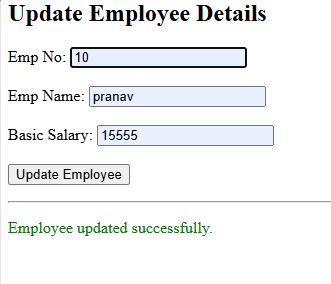 Update Employee Details
Emp No: 10
Emp Name: pranav
Basic Salary: 15555
Update Employee
Employee updated successfully.